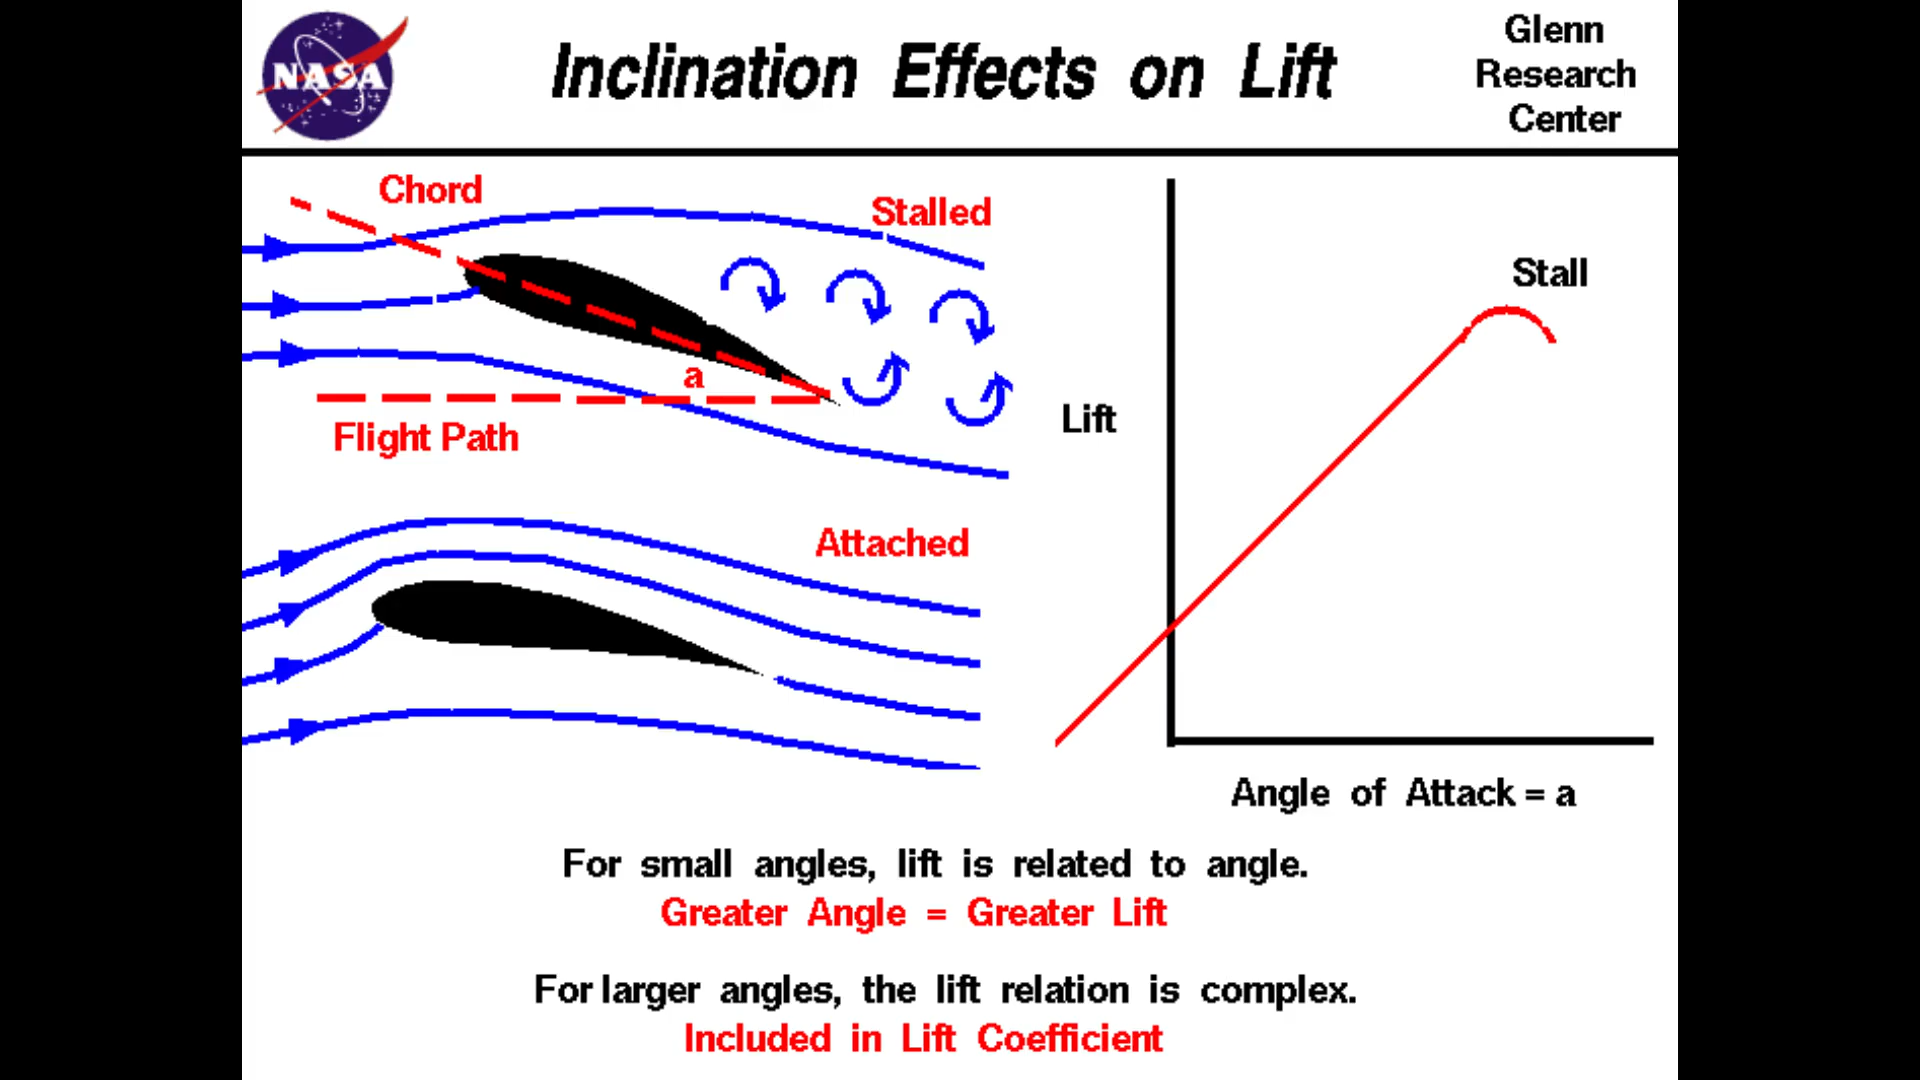 NASA
Inclination Effects on Lift
Glenn
Research
Center
Chord
Stalled
a
Flight Path
Attached
Stall
Lift
Angle of Attack = a
For small angles, lift is related to angle.
Greater Angle = Greater Lift
For larger angles, the lift relation is complex.
Included in Lift Coefficient